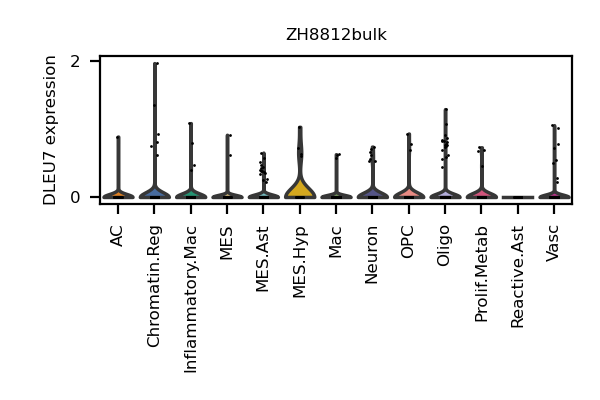 ZH8812bulk
DLEU7 expression
2
0
AC
Chromatin.Reg
Inflammatory.Mac
MES
MES.Ast
MES.Hyp
Mac
Neuron
OPC
Oligo
Prolif.Metab
Reactive.Ast
Vasc